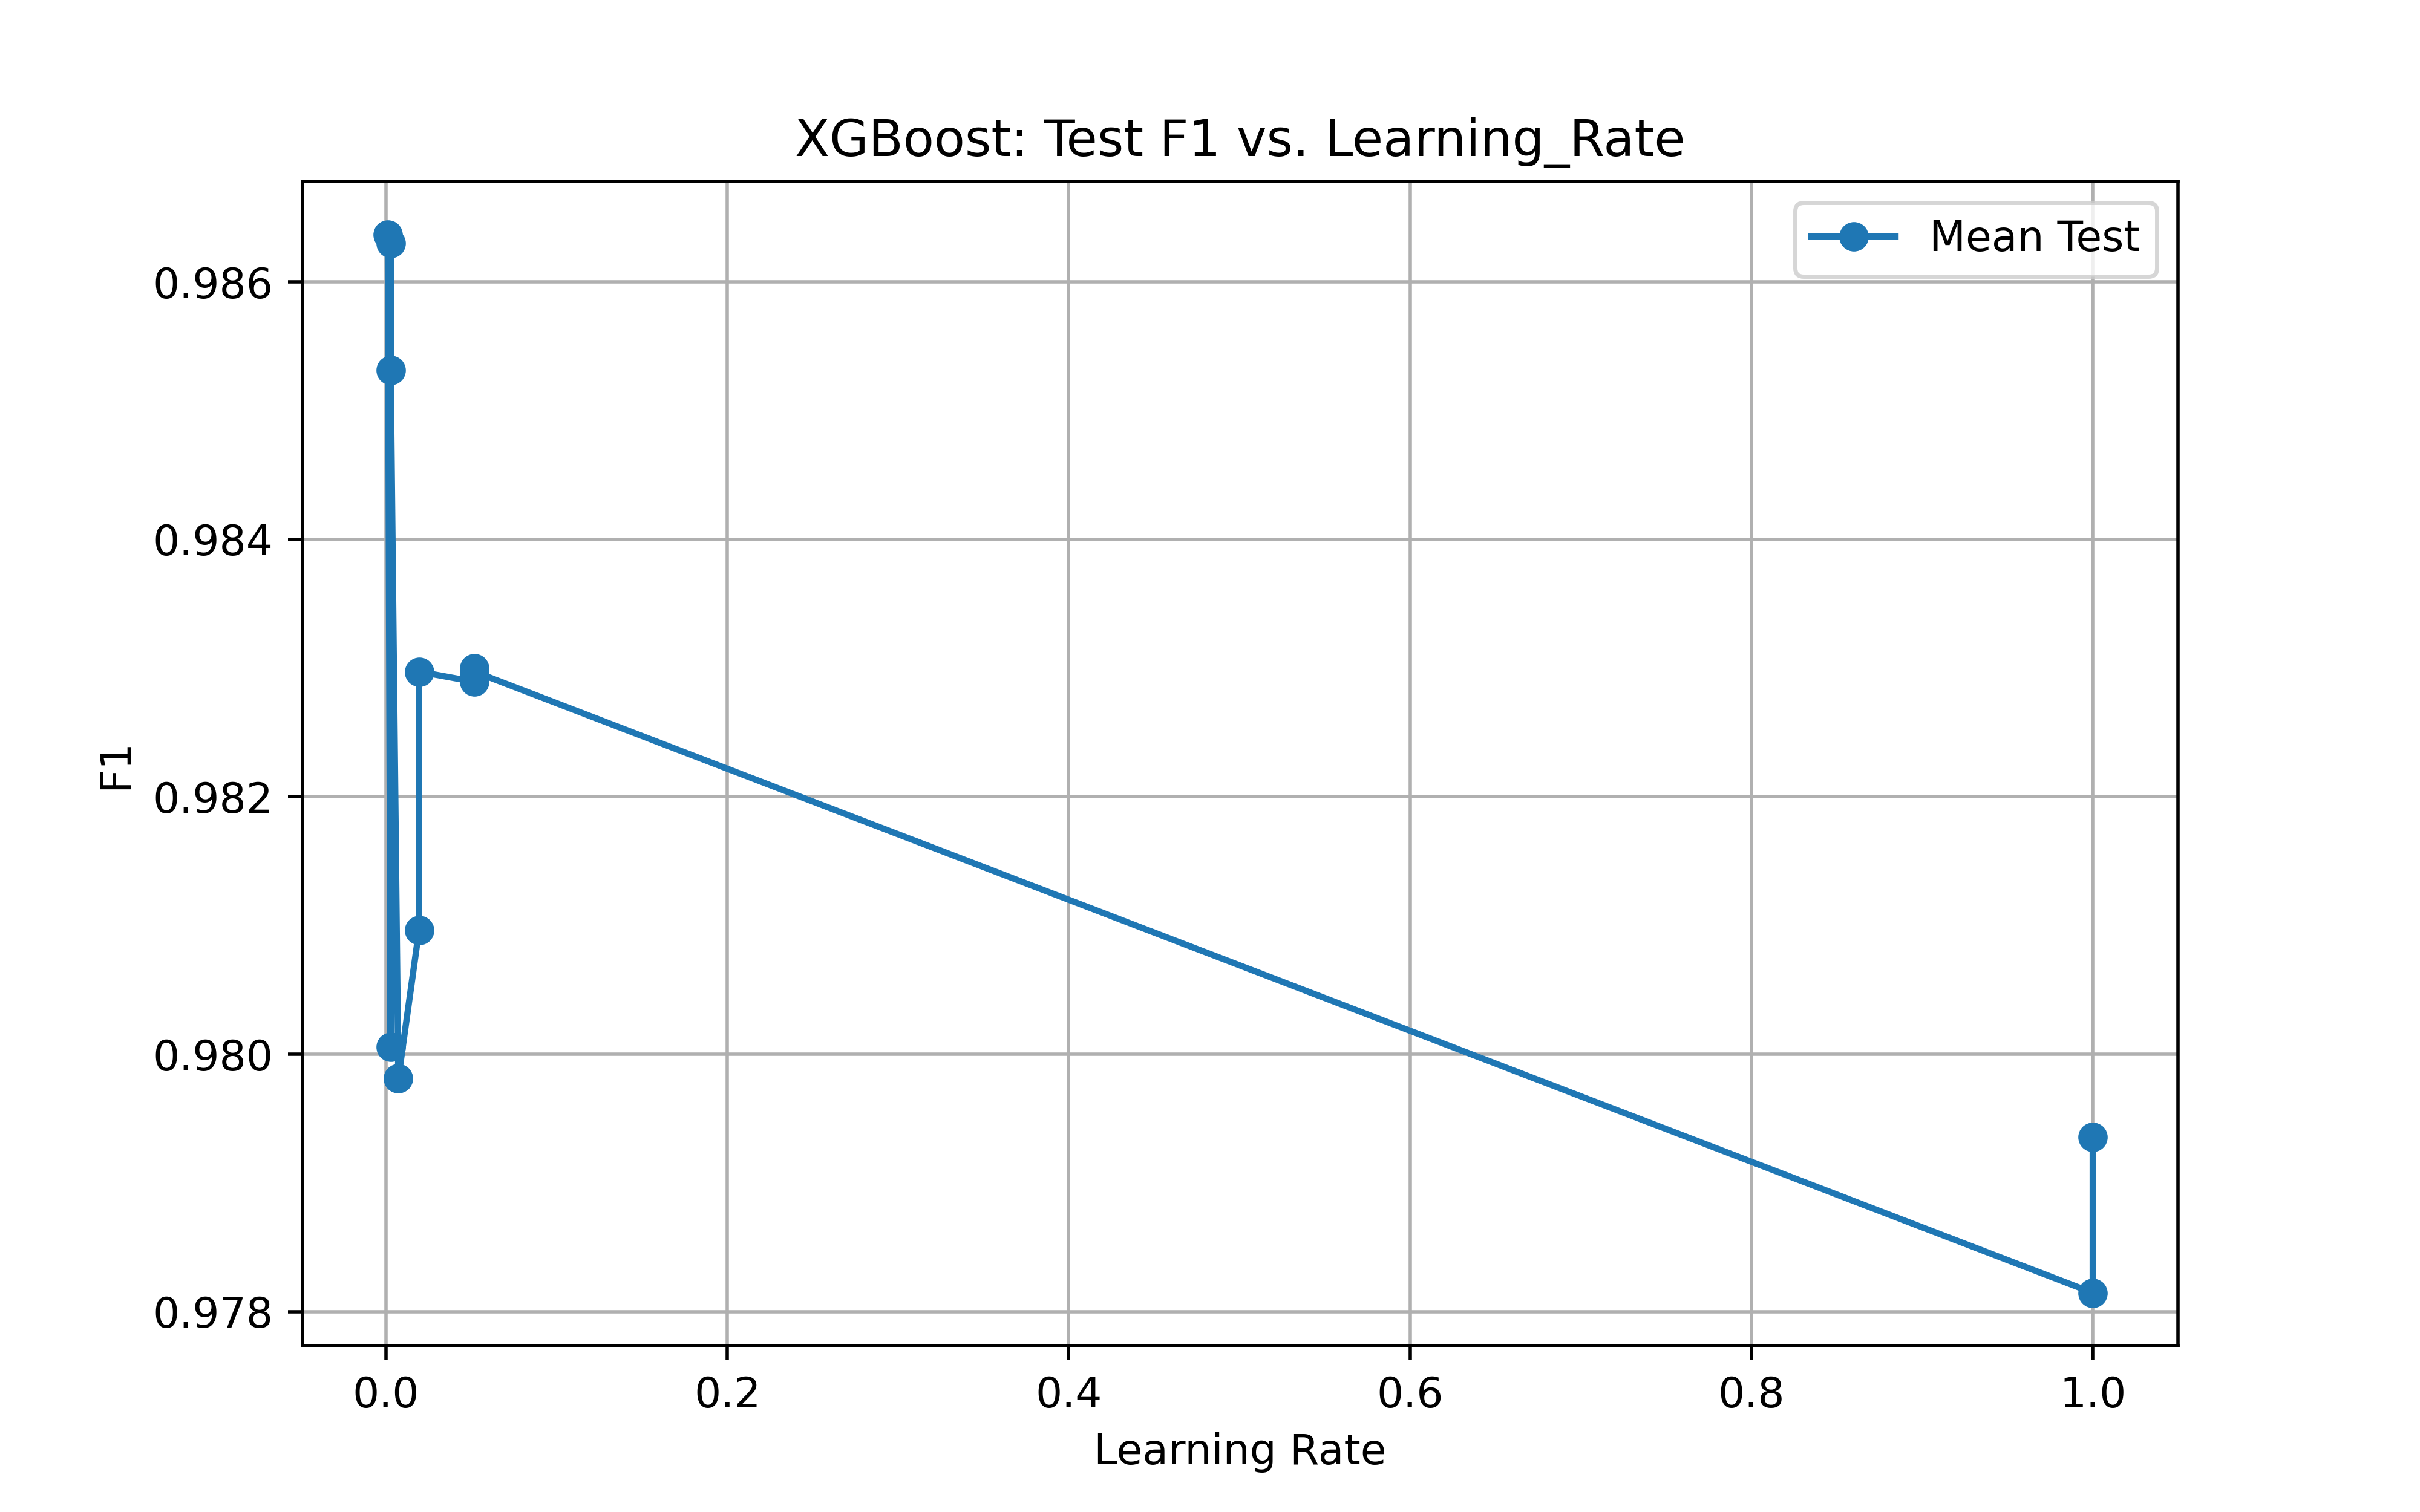 XGBoost: Test F1 vs. Learning_Rate
Mean Test
0.986
0.984
0.982
0.980
0.978
F1
0.0 0.2 0.4 0.6 0.8 1.0
Learning Rate